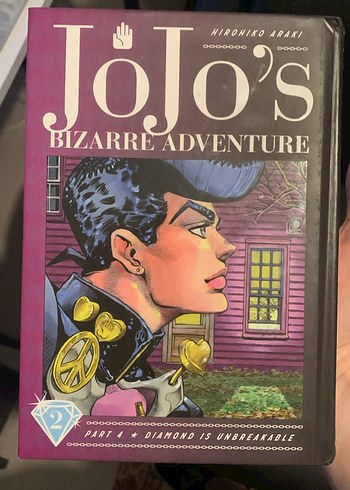 HIROHIKO ARAKI
JOJO'S
BIZARRE ADVENTURE
2
PART 4 ★ DIAMOND IS UNBREAKABLE